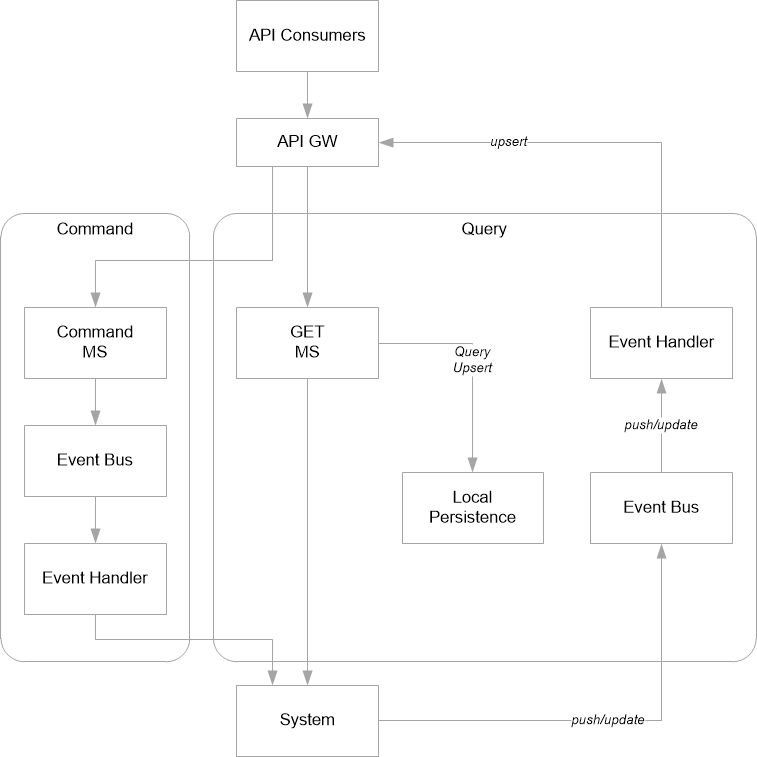 API Consumers
API GW
upsert
Command
Query
Command
MS
GET
MS
Event Handler
Query
Upsert
push/update
Event Bus
Local
Persistence
Event Bus
Event Handler
System
push/update